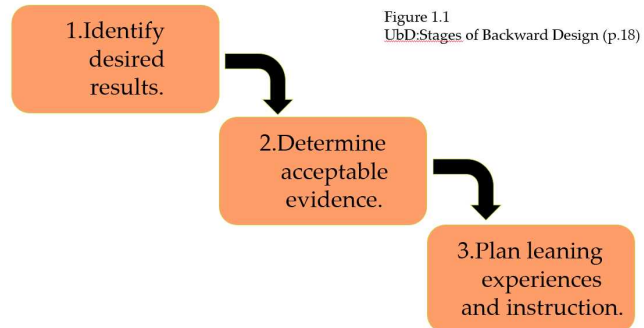 Figure 1.1
UbD:Stages of Backward Design (p.18)
1.Identify
desired
results.
2.Determine
acceptable
evidence.
3.Plan leaning
experiences
and instruction.